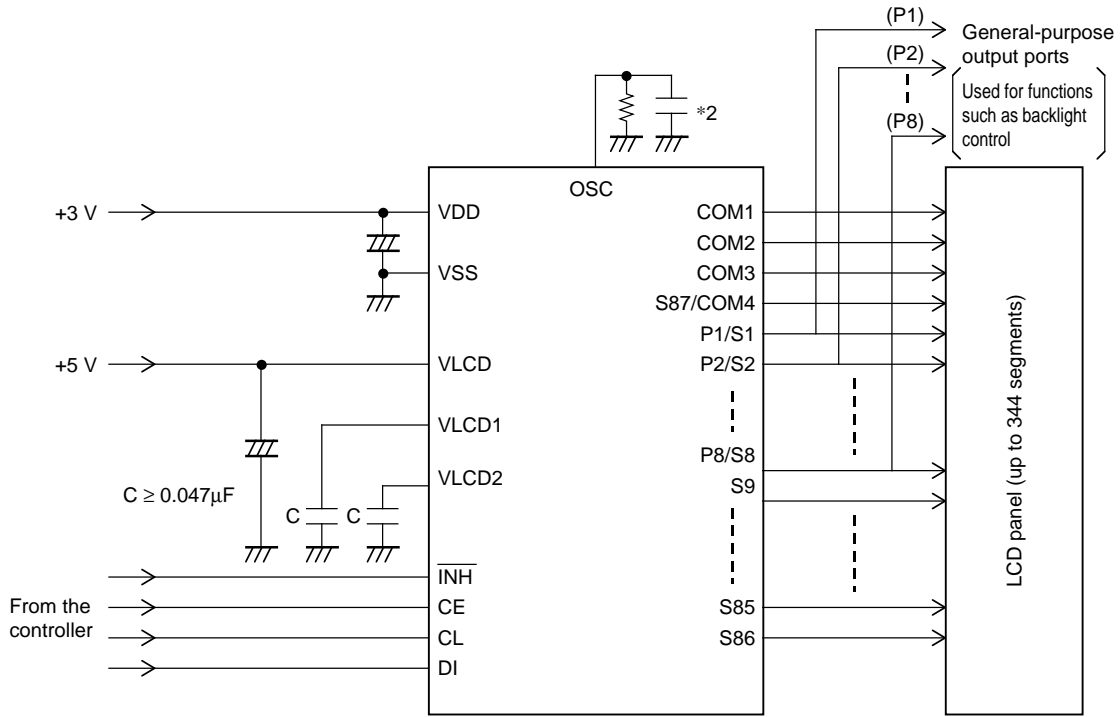 (P1)
General-purpose
output ports
(P2)
Used for functions
such as backlight
control
(P8)
*2
OSC
+3 V
VDD
VSS
+5 V
VLCD
VLCD1
VLCD2
C ≥ 0.047μF
C
C
From the
controller
INH
CE
CL
DI
COM1
COM2
COM3
S87/COM4
P1/S1
P2/S2
P8/S8
S9
S85
S86
LCD panel (up to 344 segments)